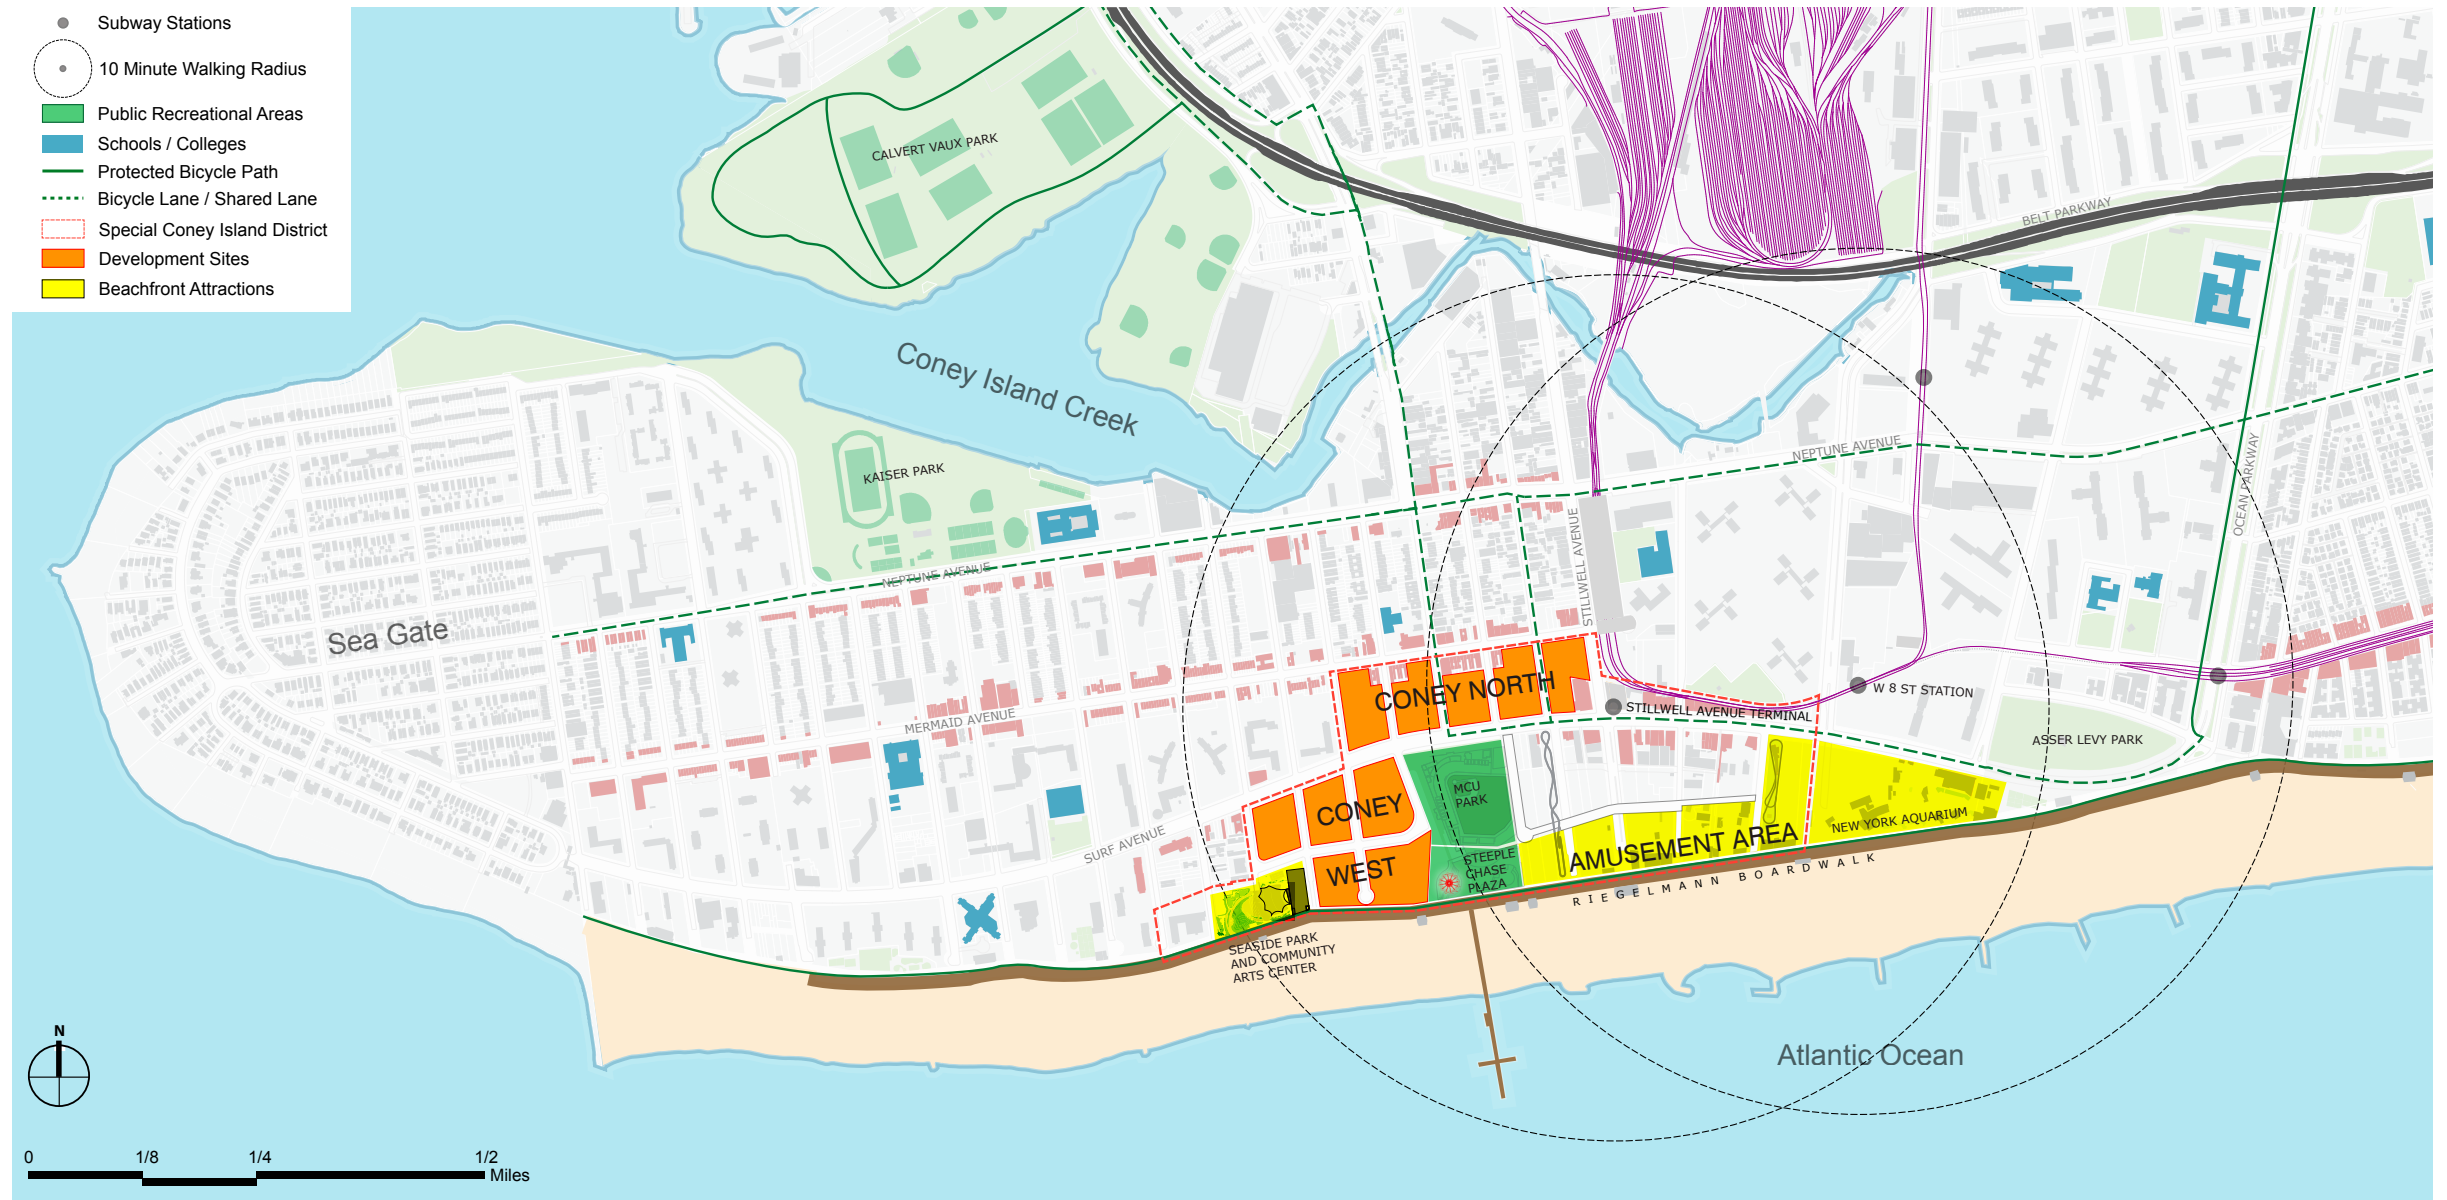 Subway Stations
10 Minute Walking Radius
Public Recreational Areas
Schools / Colleges
Protected Bicycle Path
Bicycle Lane / Shared Lane
Special Coney Island District
Development Sites
Beachfront Attractions
CALVERT VAUX PARK
BELT PARKWAY
Coney Island Creek
NEPTUNE AVENUE
OCEAN PARKWAY
KAISER PARK
STILLWELL AVENUE
NEPTUNE AVENUE
Sea Gate
CONEY NORTH
W 8 ST STATION
STILLWELL AVENUE TERMINAL
MERMAID AVENUE
ASSER LEVY PARK
MCU
PARK
CONEY
WEST
SURF AVENUE
STEEPLE
CHASE
PLAZA
AMUSEMENT AREA
NEW YORK AQUARIUM
RIEGELMANN BOARDWALK
SEASIDE PARK
AND COMMUNITY
ARTS CENTER
Atlantic Ocean
N
0 1/8 1/4 1/2
Miles